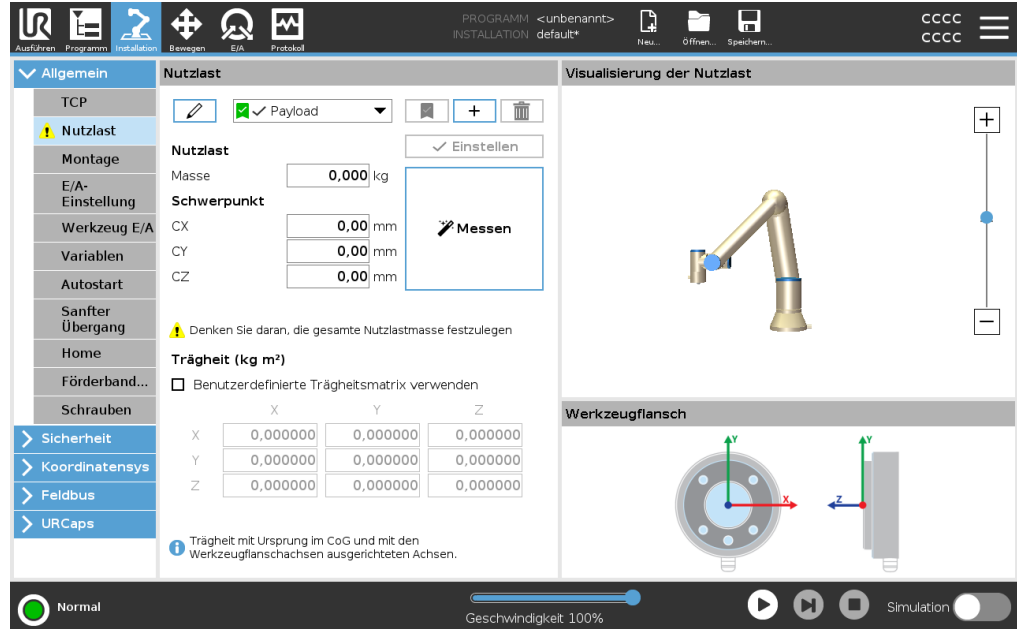 PROGRAMM <unbenannt>
INSTALLATION default*
CCCC
CCCC
Ausführen Programm Installation Bewegen E/A Protokoll Neu... Öffnen... Speichern...
Allgemein
TCP
Nutzlast
Montage
E/A-
Einstellung
Werkzeug E/A
Variablen
Autostart
Sanfter
Übergang
Home
Förderband...
Schrauben
Sicherheit
Koordinatensys
Feldbus
URCaps
Nutzlast
Payload
+
Einstellen
Nutzlast
Masse 0,000 kg
Schwerpunkt
CX 0,00 mm
CY 0,00 mm
CZ 0,00 mm
Messen
Denken Sie daran, die gesamte Nutzlastmasse festzulegen
Trägheit (kg m²)
Benutzerdefinierte Trägheitsmatrix verwenden
X Y Z
X 0,000000 0,000000 0,000000
Y 0,000000 0,000000 0,000000
Z 0,000000 0,000000 0,000000
Trägheit mit Ursprung im CoG und mit den
Werkzeugflanschachsen ausgerichteten Achsen.
Visualisierung der Nutzlast
Werkzeugflansch
Y Y
X Z
Normal
Geschwindigkeit 100%
Simulation